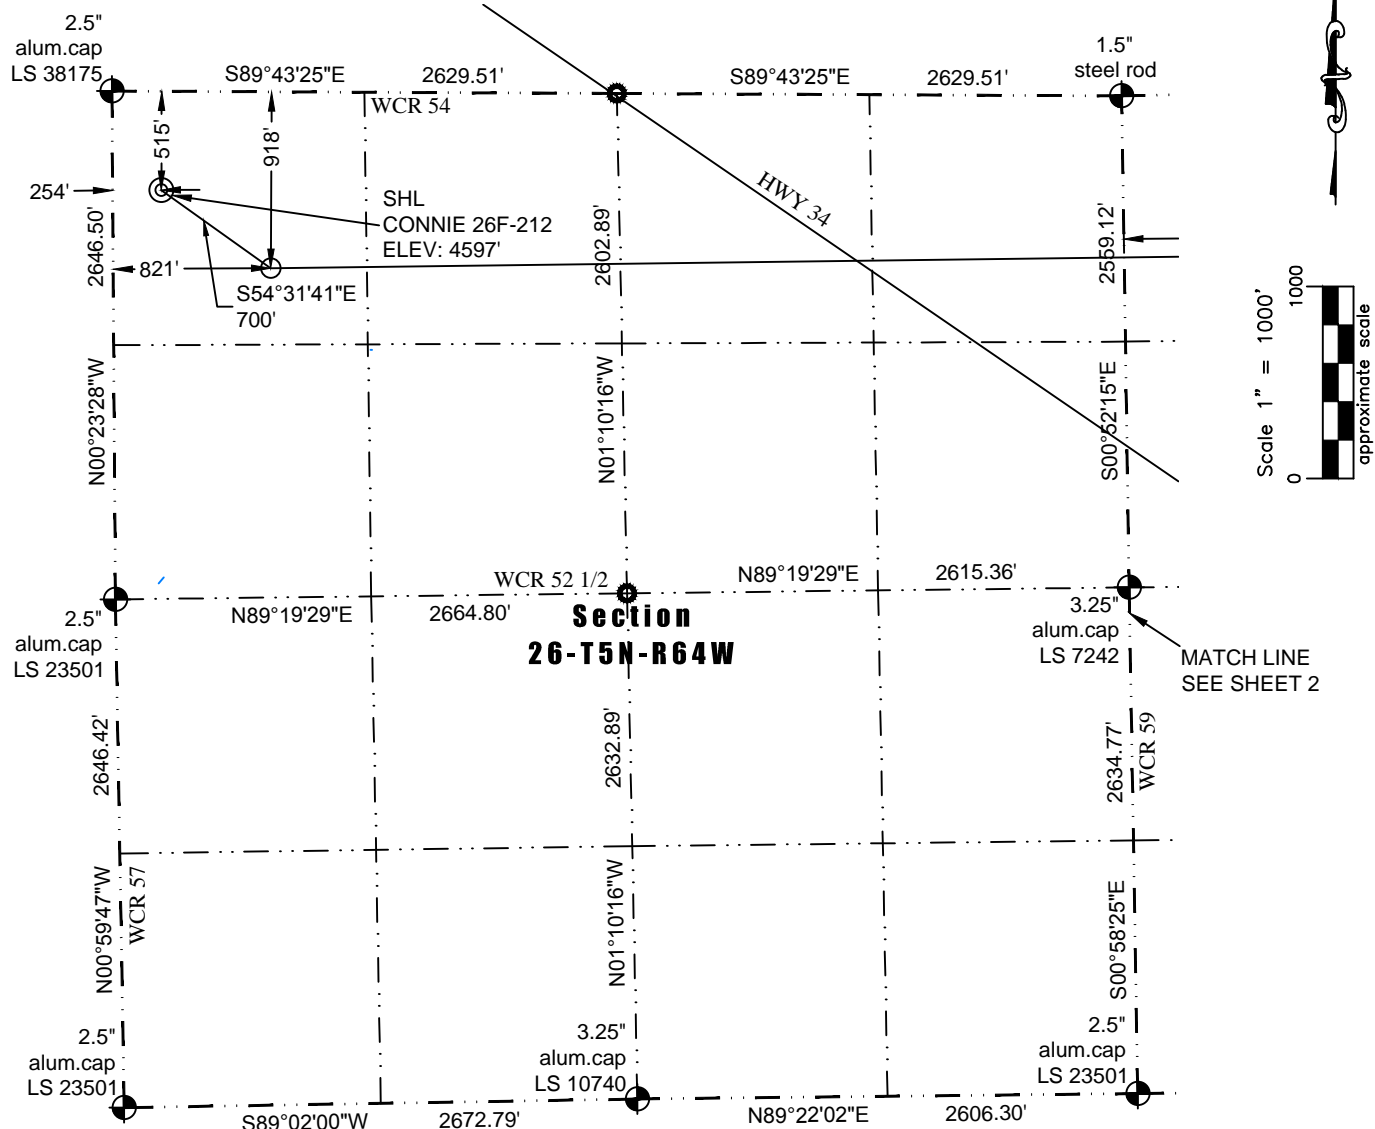 2.5"
alum.cap
LS 38175
S89°43'25"E
2629.51'
S89°43'25"E
2629.51'
1.5"
steel rod
WCR 54
515'
918'
254'
2646.50'
SHL
CONNIE 26F-212
ELEV: 4597'
821'
S54°31'41"E
700'
2602.89'
HWY 34
2559.12'
1000
0
Scale 1" = 1000'
approximate scale
N00°23'28"W
N01°10'16"W
S00°52'15"E
WCR 52 1/2
N89°19'29"E
2615.36'
N89°19'29"E
2664.80'
2.5"
alum.cap
LS 23501
Section
26-T5N-R64W
3.25"
alum.cap
LS 7242
MATCH LINE
SEE SHEET 2
2646.42'
2632.89'
2634.77'
WCR 59
N00°59'47"W
WCR 57
N01°10'16"W
S00°58'25"E
2.5"
alum.cap
LS 23501
3.25"
alum.cap
LS 10740
2.5"
alum.cap
LS 23501
S89°02'00"W
2672.79'
N89°22'02"E
2606.30'